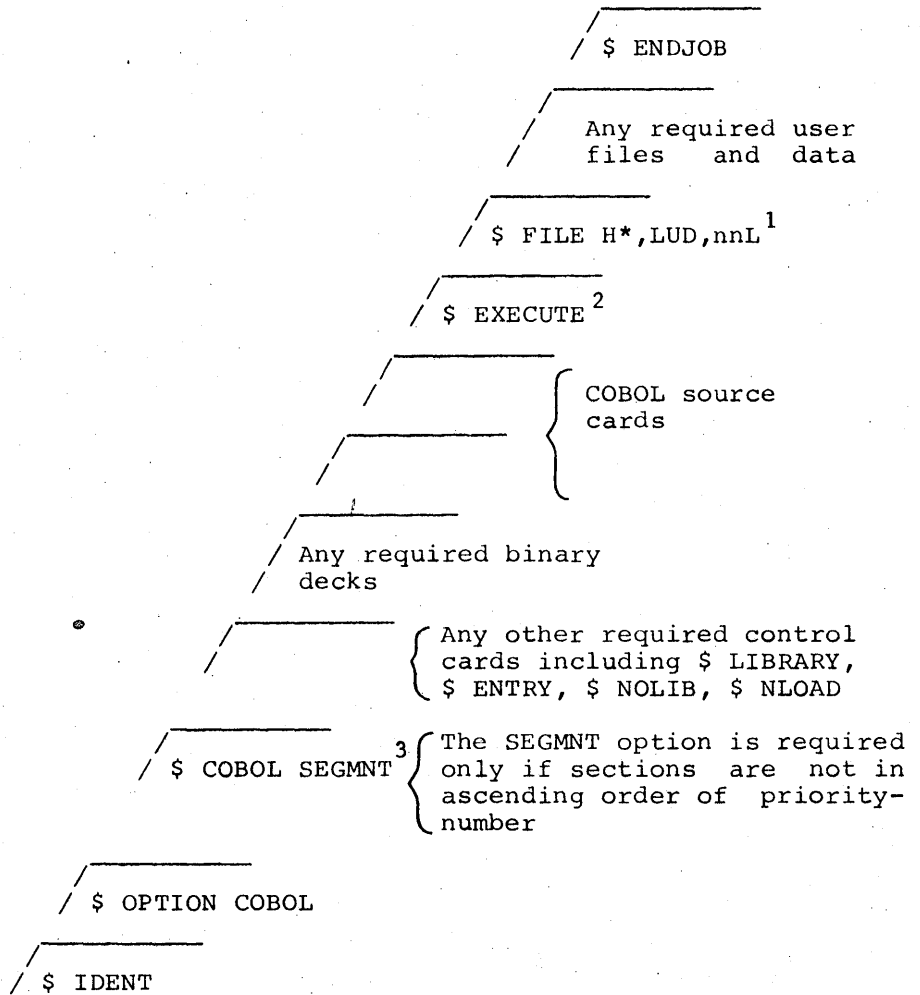 $ ENDJOB
Any required user
files and data
$ FILE H*,LUD,nnL1
$ EXECUTE2
COBOL source
cards
Any required binary
decks
Any other required control
cards including $ LIBRARY,
$ ENTRY, $ NOLIB, $ NLOAD
$ COBOL SEGMNT3
The SEGMNT option is required
only if sections are not in
ascending order of priority-
number
$ OPTION COBOL
$ IDENT